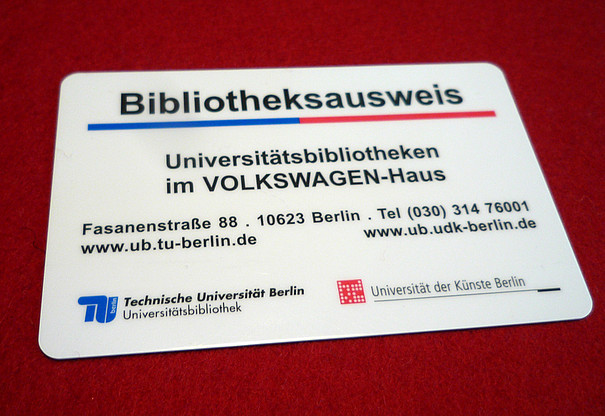 Bibliotheksausweis
Universitätsbibliotheken
im VOLKSWAGEN-Haus
Fasanenstraße 88 . 10623 Berlin . Tel (030) 314 76001
www.ub.tu-berlin.de www.ub.udk-berlin.de
Technische Universität Berlin
Universitätsbibliothek
Universität der Künste Berlin